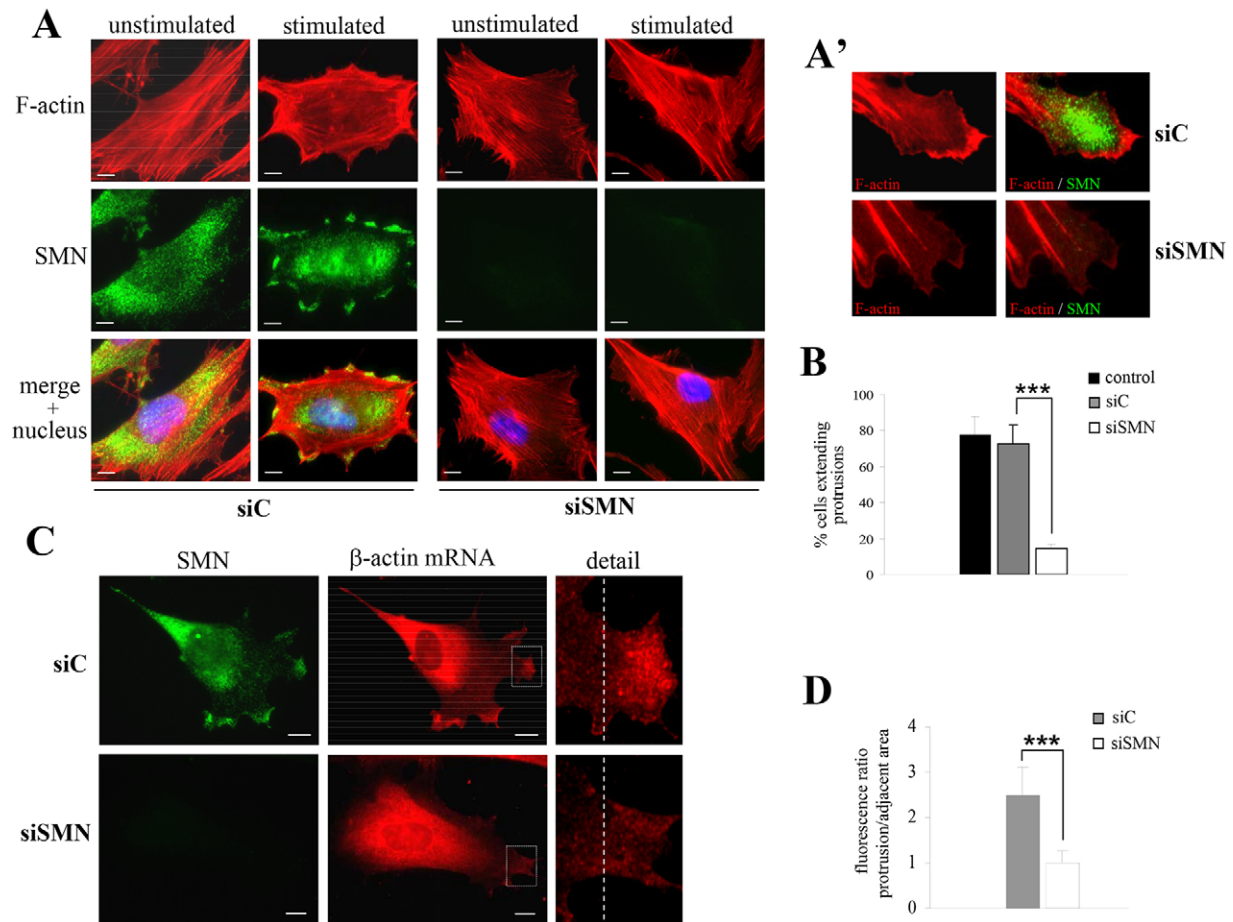 A
unstimulated stimulated unstimulated stimulated
F-actin
SMN
merge
+
nucleus
siC siSMN
A'
F-actin F-actin / SMN siC
F-actin F-actin / SMN siSMN
B
control
siC
siSMN
***
% cells extending
protrusions
100
80
60
40
20
0
C
SMN β-actin mRNA detail
siC
siSMN
D
siC
siSMN
***
fluorescence ratio
protrusion/adjacent area
4
3
2
1
0